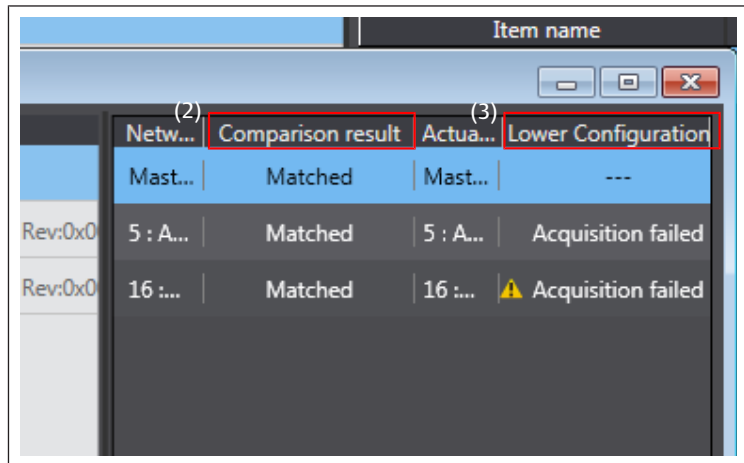 Item name
(2) (3)
Netw... Comparison result Actua... Lower Configuration
Mast... Matched Mast... ---
Rev:0x0 5 : A... Matched 5 : A... Acquisition failed
Rev:0x0 16 :... Matched 16 :... Acquisition failed